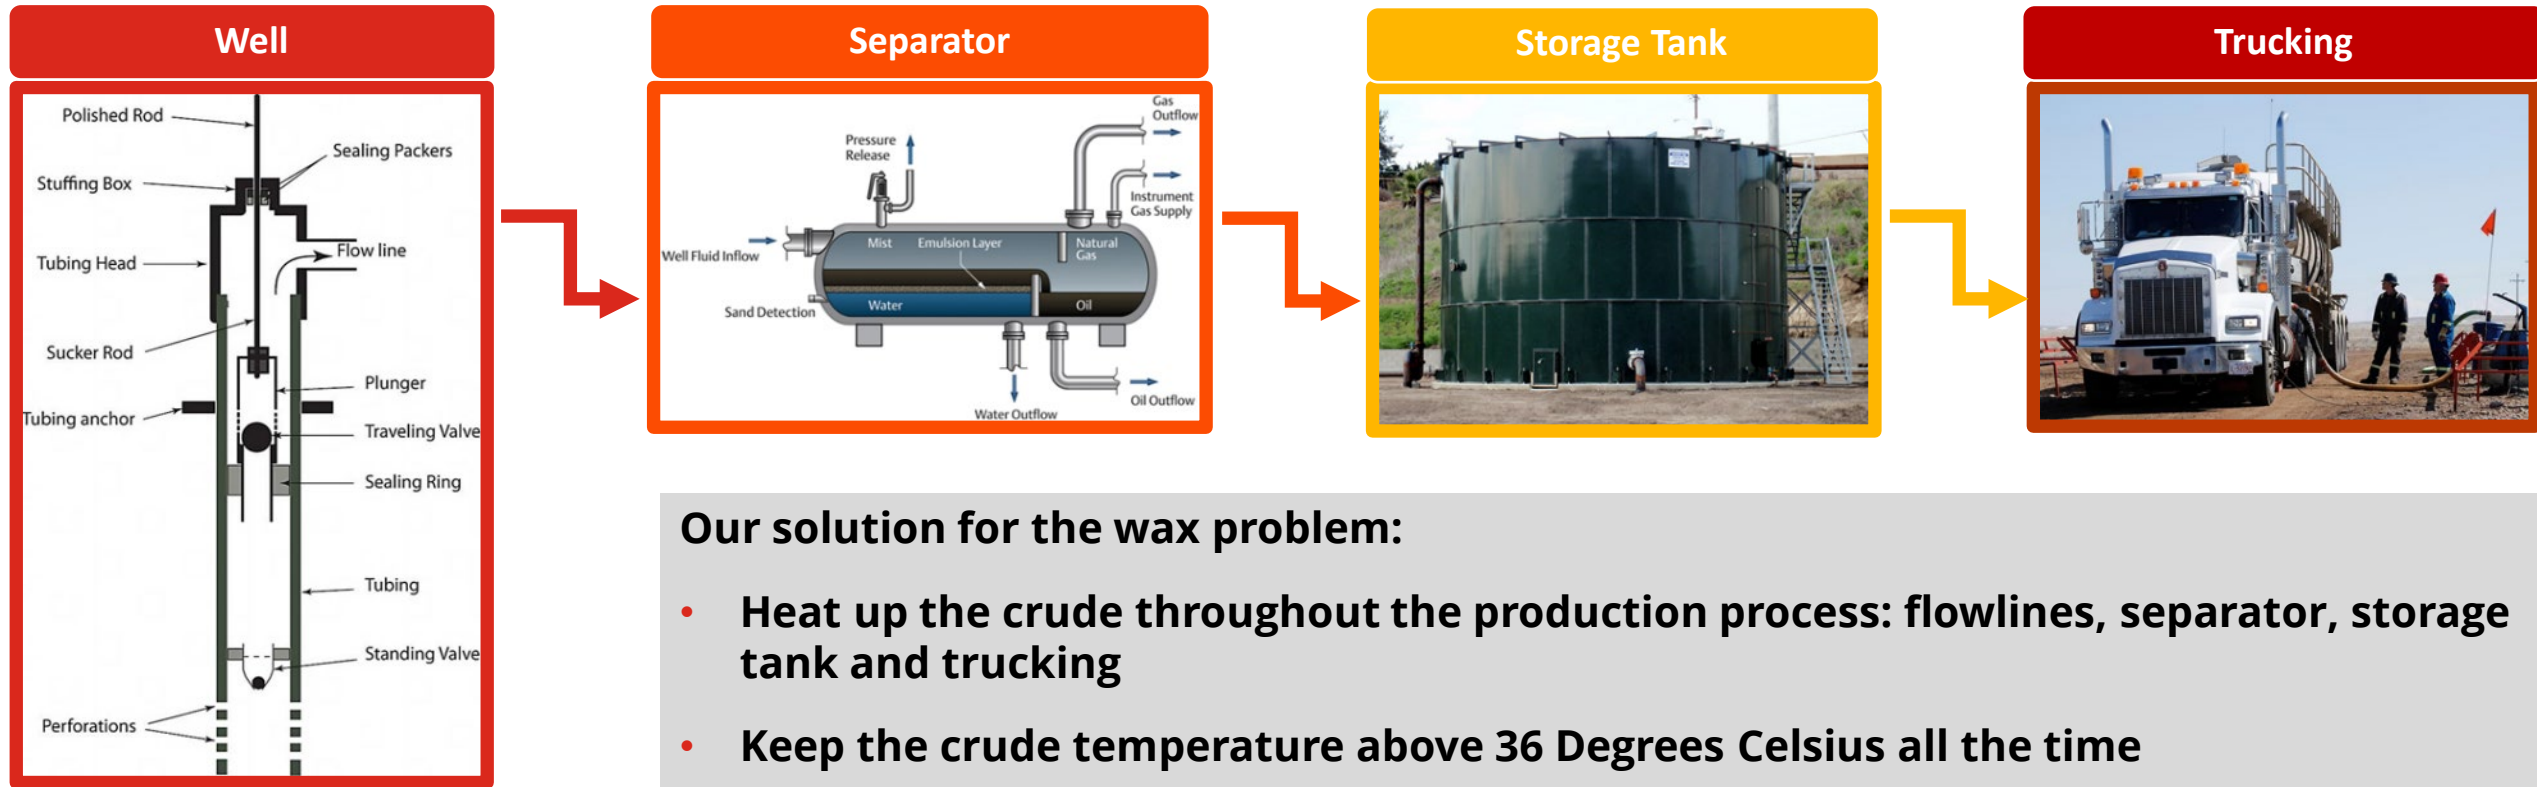 Well
Polished Rod
Sealing Packers
Stuffing Box
Flow line
Tubing Head
Sucker Rod
Plunger
Tubing anchor
Traveling Valve
Sealing Ring
Tubing
Standing Valve
Perforations
Separator
Gas
Outflow
Pressure
Release
Instrument
Gas Supply
Well Fluid Inflow
Mist
Emulsion Layer
Natural
Gas
Sand Detection
Water
Oil
Water Outflow
Oil Outflow
Storage Tank
Trucking
Our solution for the wax problem:
• Heat up the crude throughout the production process: flowlines, separator, storage
tank and trucking
• Keep the crude temperature above 36 Degrees Celsius all the time